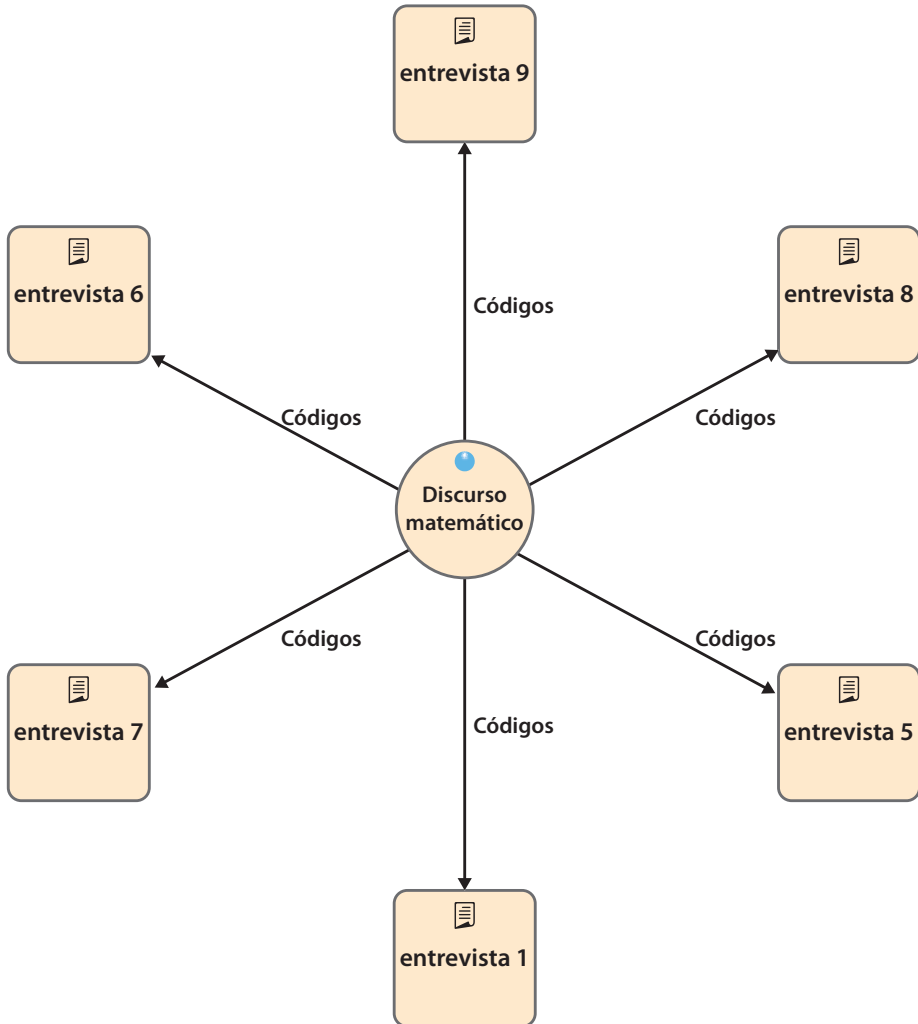 entrevista 9
entrevista 6
entrevista 8
Códigos
Códigos
Códigos
Discurso
matemático
Códigos
Códigos
entrevista 7
entrevista 5
Códigos
entrevista 1